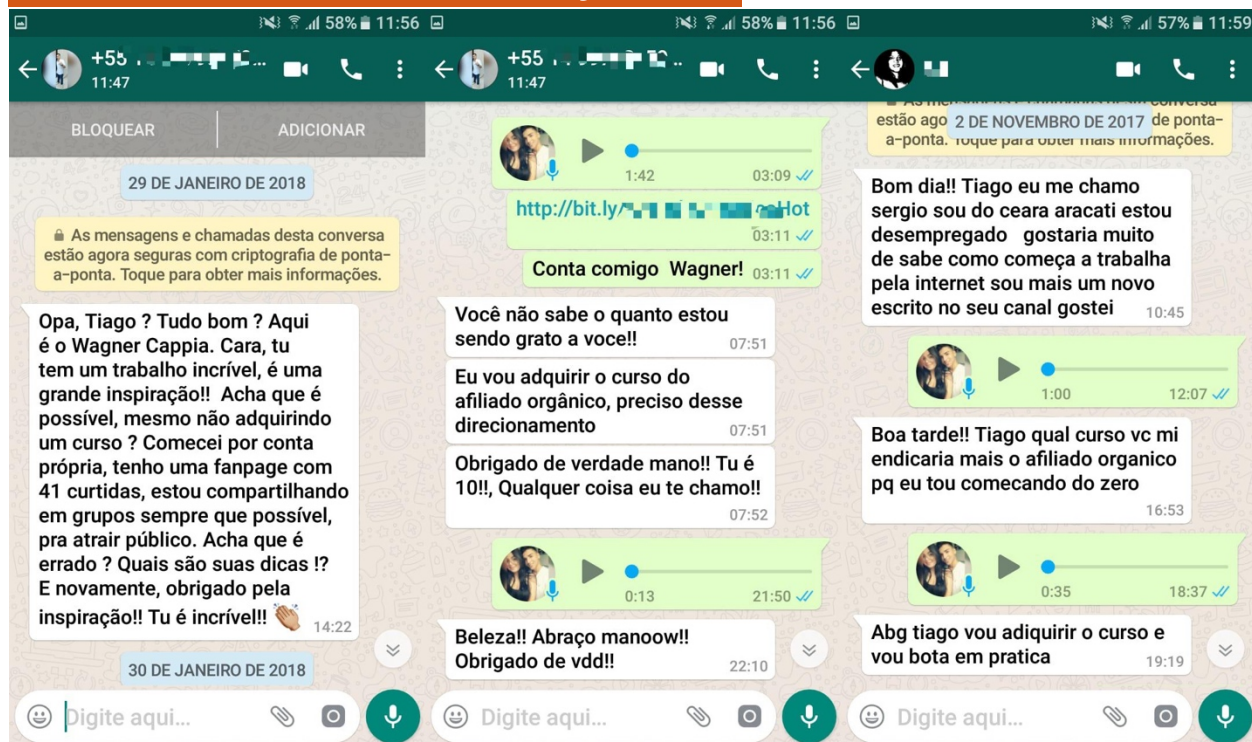 58% 11:56
+55
11:47
BLOQUEAR
ADICIONAR
29 DE JANEIRO DE 2018
As mensagens e chamadas desta conversa
estão agora seguras com criptografia de ponta-
a-ponta. Toque para obter mais informações.
Opa, Tiago ? Tudo bom ? Aqui
é o Wagner Cappia. Cara, tu
tem um trabalho incrível, é uma
grande inspiração!! Acha que é
possível, mesmo não adquirindo
um curso ? Comecei por conta
própria, tenho uma fanpage com
41 curtidas, estou compartilhando
em grupos sempre que possível,
pra atrair público. Acha que é
errado ? Quais são suas dicas !?
E novamente, obrigado pela
inspiração!! Tu é incrível!! 👏🏼
14:22
30 DE JANEIRO DE 2018
Digite aqui...
58% 11:56
+55
11:47
1:42 03:09
http://bit.ly/ Hot
03:11
Conta comigo Wagner! 03:11
Você não sabe o quanto estou
sendo grato a voce!! 07:51
Eu vou adquirir o curso do
afiliado orgânico, preciso desse
direcionamento 07:51
Obrigado de verdade mano!! Tu é
10!!, Qualquer coisa eu te chamo!!
07:52
0:13 21:50
Beleza!! Abraço manoow!!
Obrigado de vdd!! 22:10
Digite aqui...
57% 11:59
estão ago de ponta-
2 DE NOVEMBRO DE 2017
a-ponta. Toque para obter mais informações.
Bom dia!! Tiago eu me chamo
sergio sou do ceara aracati estou
desempregado gostaria muito
de sabe como começa a trabalha
pela internet sou mais um novo
escrito no seu canal gostei 10:45
1:00 12:07
Boa tarde!! Tiago qual curso vc mi
endicaria mais o afiliado organico
pq eu tou comecando do zero
16:53
0:35 18:37
Abg tiago vou adiquirir o curso e
vou bota em pratica 19:19
Digite aqui...